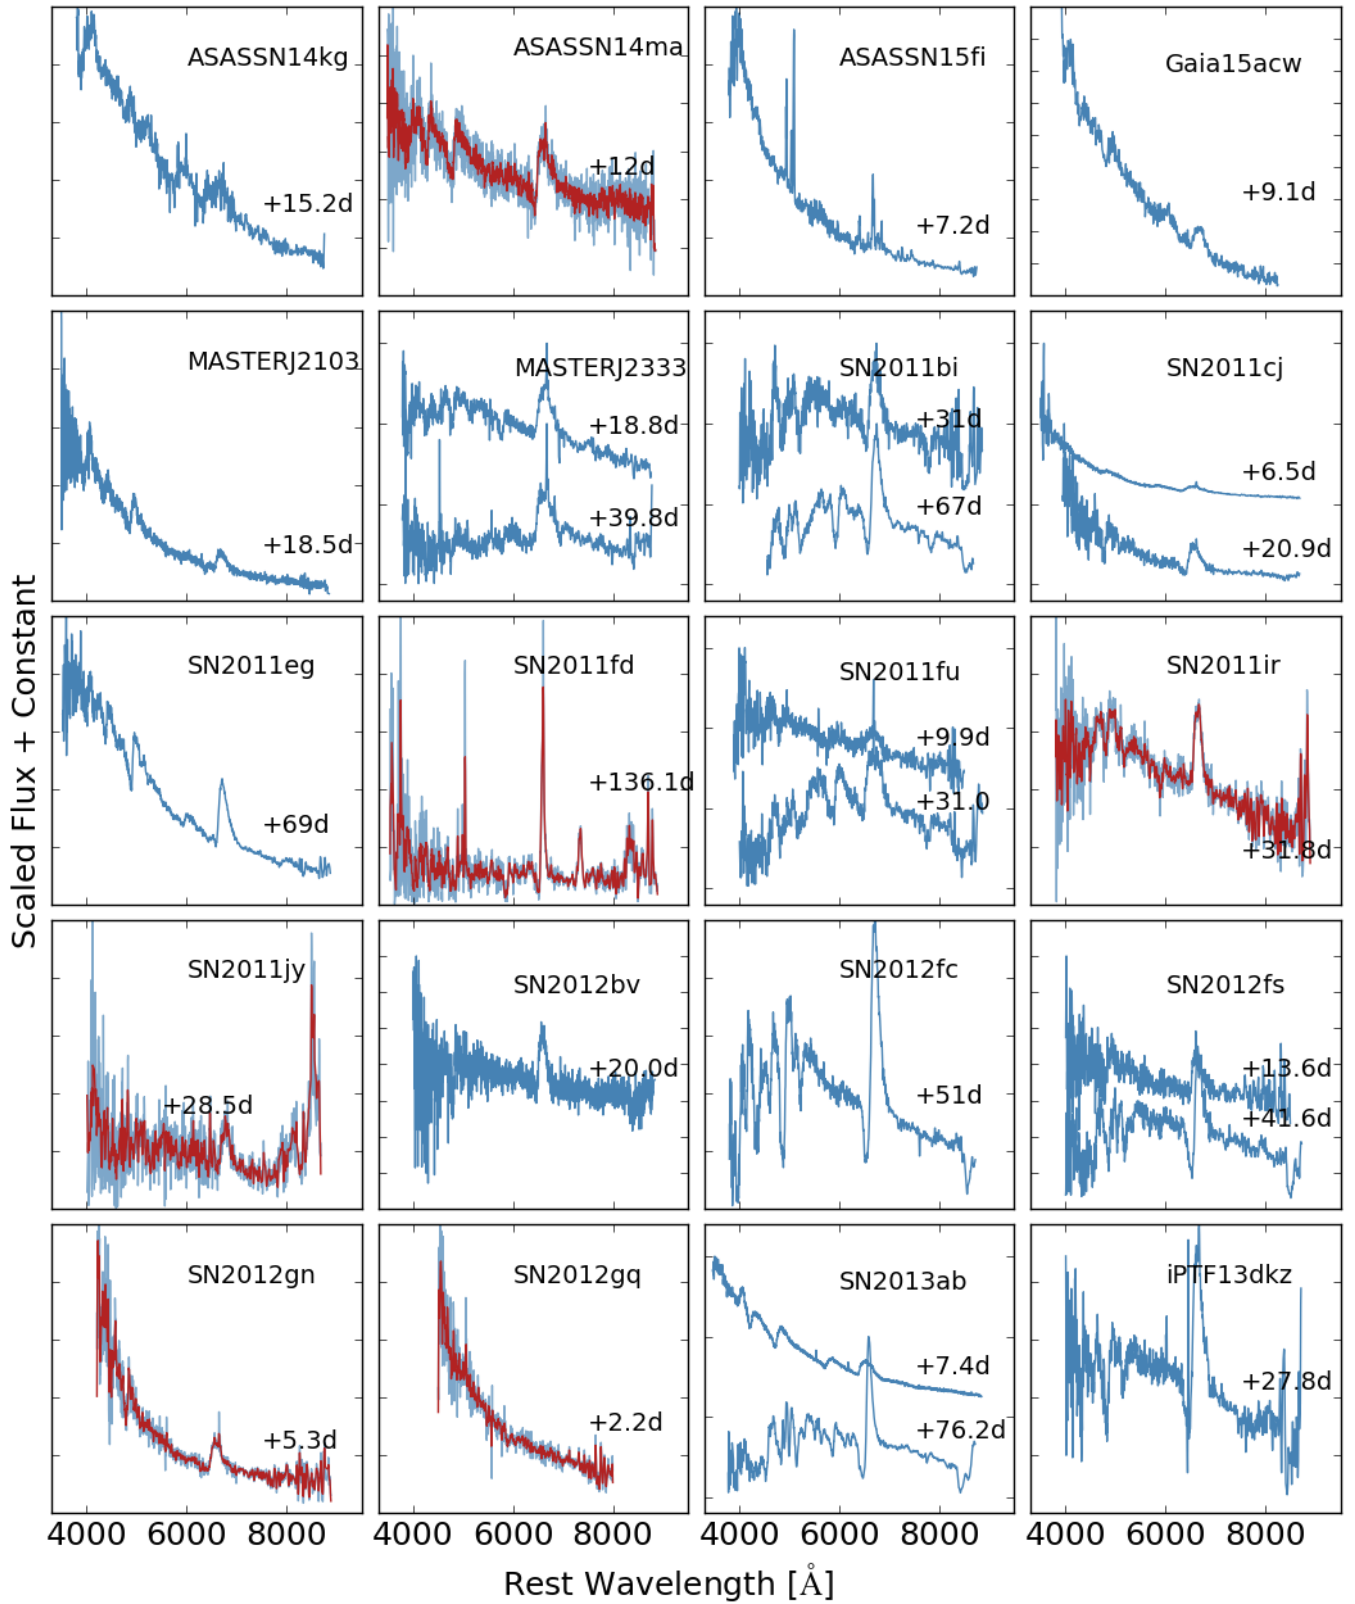 ASASSN14kg
+15.2d
ASASSN14ma
+12d
ASASSN15fi
+7.2d
Gaia15acw
+9.1d
MASTERJ2103
+18.5d
MASTERJ2333
+18.8d
+39.8d
SN2011bi
+31d
+67d
SN2011cj
+6.5d
+20.9d
SN2011eg
+69d
SN2011fd
+136.1d
SN2011fu
+9.9d
+31.0
SN2011ir
+31.8d
SN2011jy
+28.5d
SN2012bv
+20.0d
SN2012fc
+51d
SN2012fs
+13.6d
+41.6d
SN2012gn
+5.3d
SN2012gq
+2.2d
SN2013ab
+7.4d
+76.2d
iPTF13dkz
+27.8d
4000 6000 8000 4000 6000 8000 4000 6000 8000 4000 6000 8000
Rest Wavelength [Å]
Scaled Flux + Constant